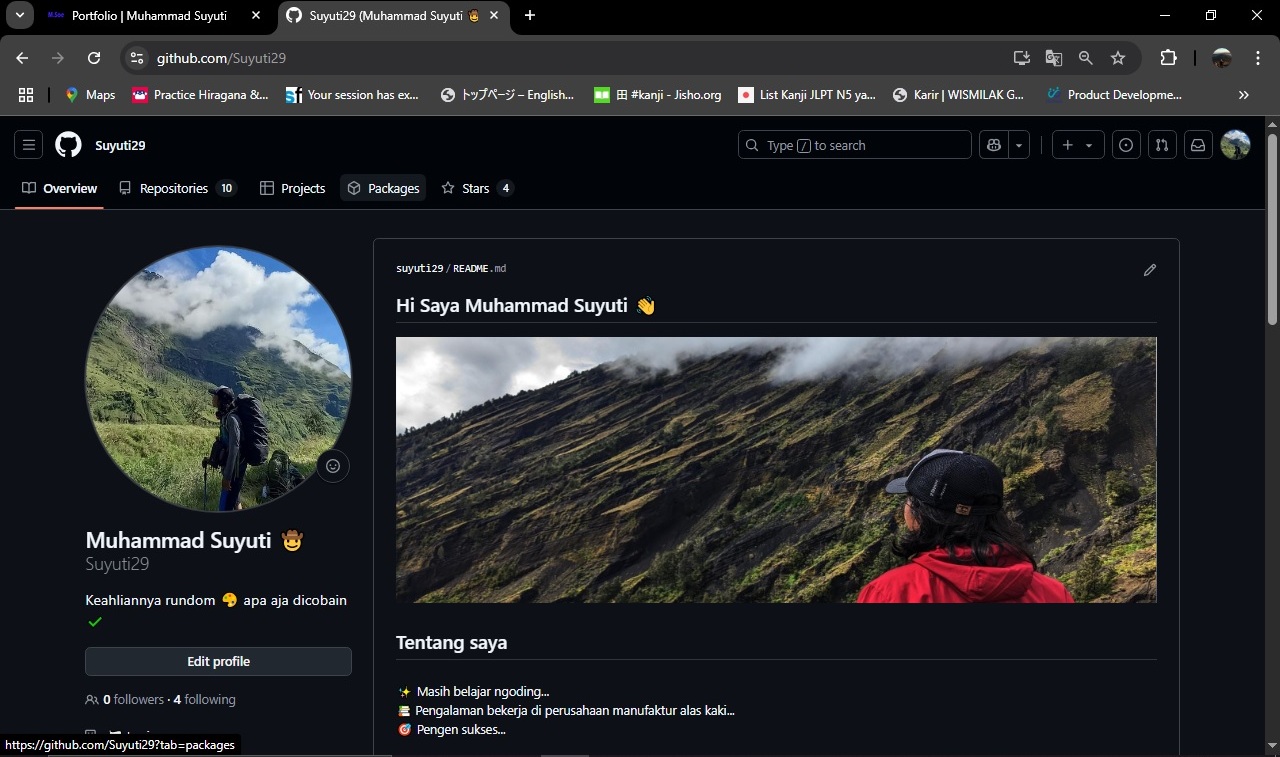 M.Soe Portfolio | Muhammad Suyuti
Suyuti29 (Muhammad Suyuti 🤠
github.com/Suyuti29
Maps
Practice Hiragana &...
Your session has ex...
トップページ – English...
田 #kanji - Jisho.org
List Kanji JLPT N5 ya...
Karir | WISMILAK G...
Product Developme...
Suyuti29
Type / to search
Overview
Repositories 10
Projects
Packages
Stars 4
suyuti29 / README.md
Hi Saya Muhammad Suyuti 👋
Muhammad Suyuti 🤠
Suyuti29
Keahliannya rundom 🎨 apa aja dicobain
✔
Edit profile
0 followers · 4 following
Tentang saya
✨ Masih belajar ngoding...
📚 Pengalaman bekerja di perusahaan manufaktur alas kaki...
🎯 Pengen sukses...
https://github.com/Suyuti29?tab=packages